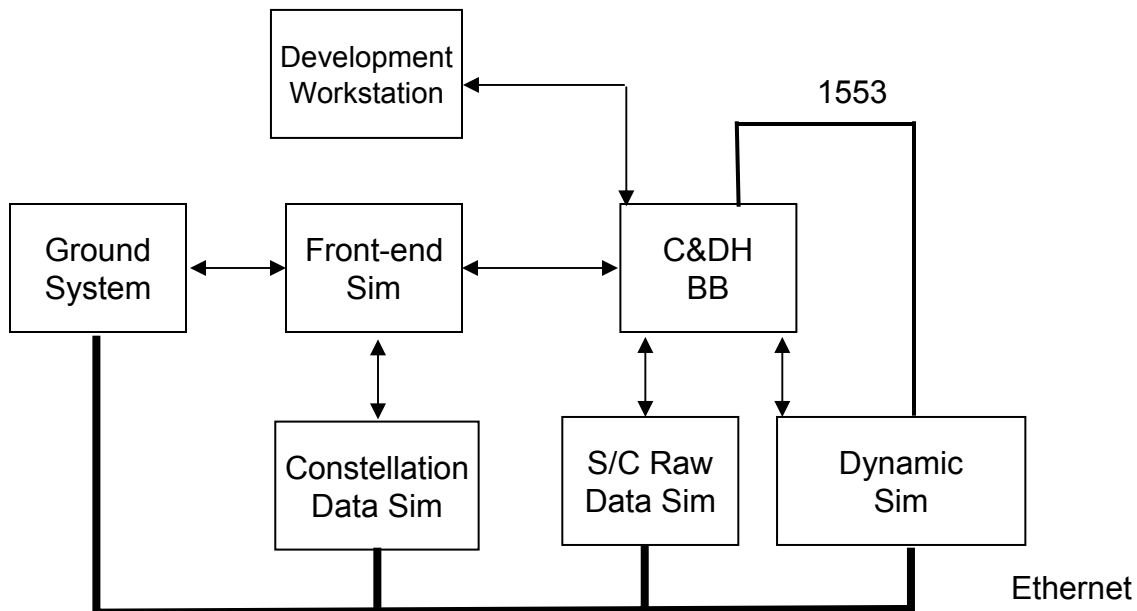 Development
Workstation
1553
Ground
System
Front-end
Sim
C&DH
BB
Constellation
Data Sim
S/C Raw
Data Sim
Dynamic
Sim
Ethernet